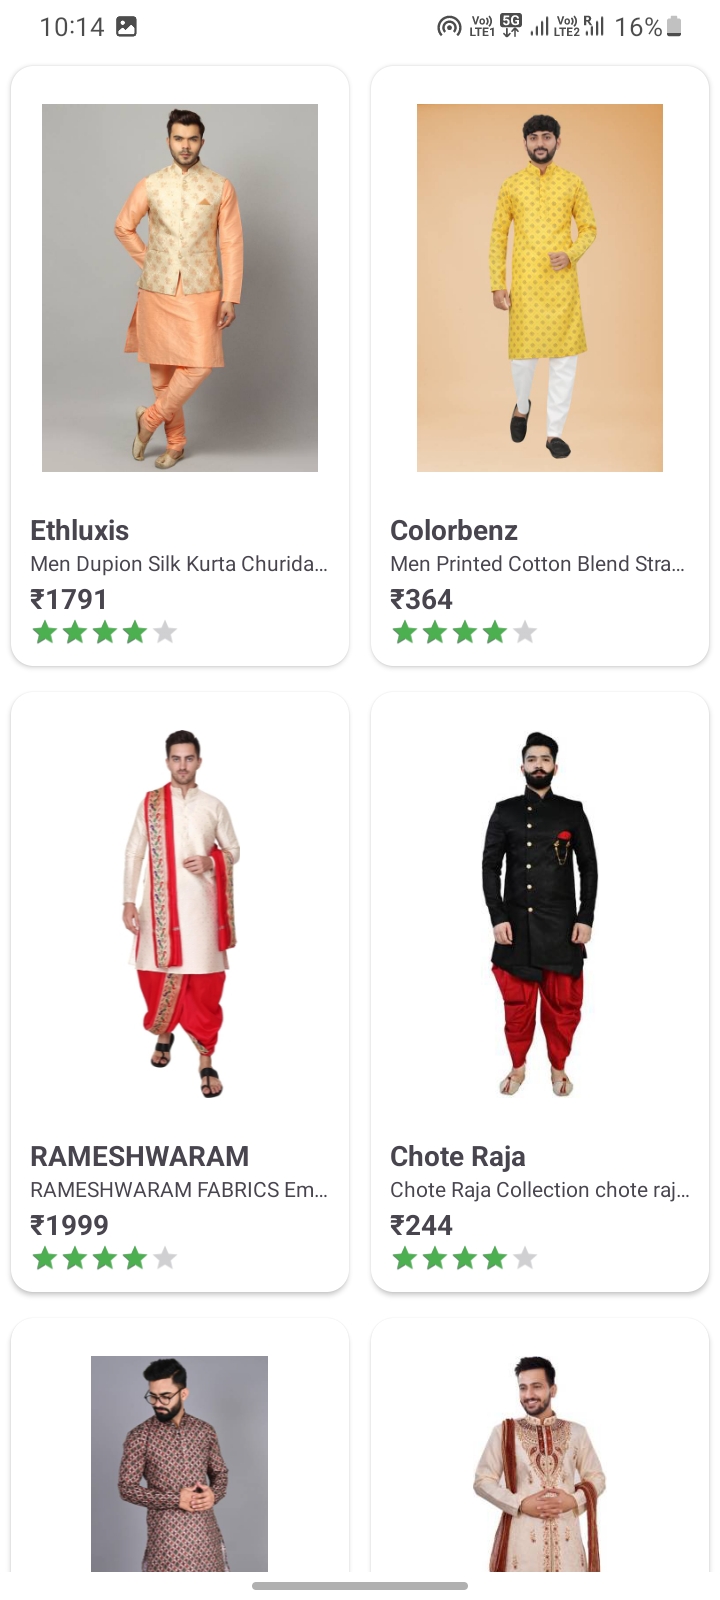 10:14
Vo)) LTE1 5G Vo)) LTE2 R 16%
Ethluxis
Men Dupion Silk Kurta Churida...
₹1791
Colorbenz
Men Printed Cotton Blend Stra...
₹364
RAMESHWARAM
RAMESHWARAM FABRICS Em...
₹1999
Chote Raja
Chote Raja Collection chote raj...
₹244